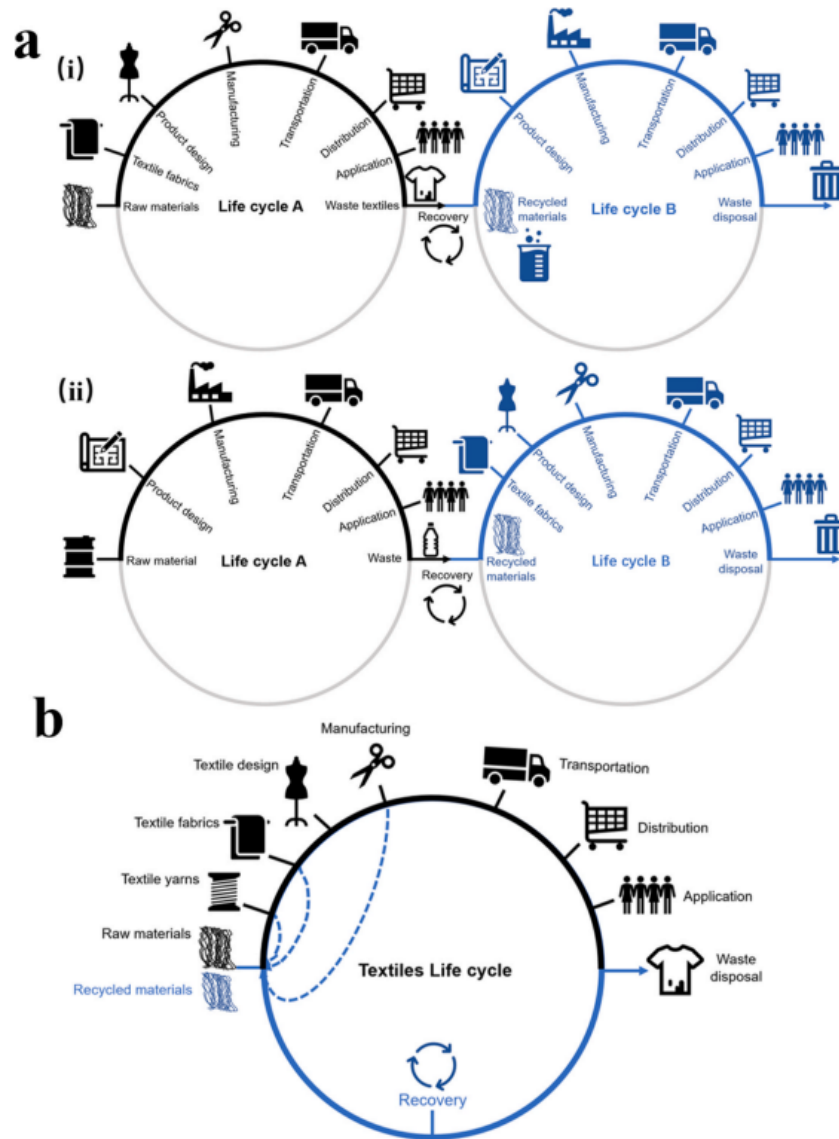 a
(i)
Raw materials
Textile fabrics
Product design
Manufacturing
Transportation
Distribution
Application
Waste textiles
Life cycle A
Recovery
Recycled
materials
Product design
Manufacturing
Transportation
Distribution
Application
Waste
disposal
Life cycle B
(ii)
Raw material
Product design
Manufacturing
Transportation
Distribution
Application
Waste
Life cycle A
Recovery
Recycled
materials
Textile fabrics
Product design
Manufacturing
Transportation
Distribution
Application
Waste
disposal
Life cycle B
b
Manufacturing
Textile design
Transportation
Textile fabrics
Distribution
Textile yarns
Application
Raw materials
Textiles Life cycle
Waste
disposal
Recycled materials
Recovery